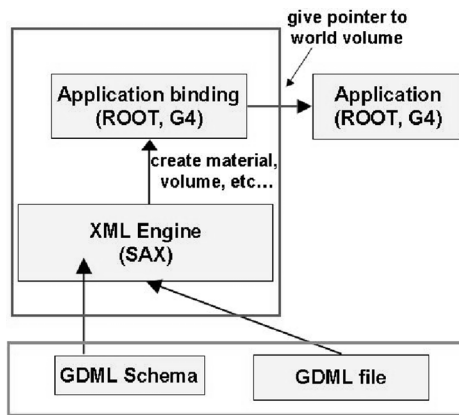 give pointer to
world volume
Application binding
(ROOT, G4)
Application
(ROOT, G4)
create material,
volume, etc...
XML Engine
(SAX)
GDML Schema
GDML file